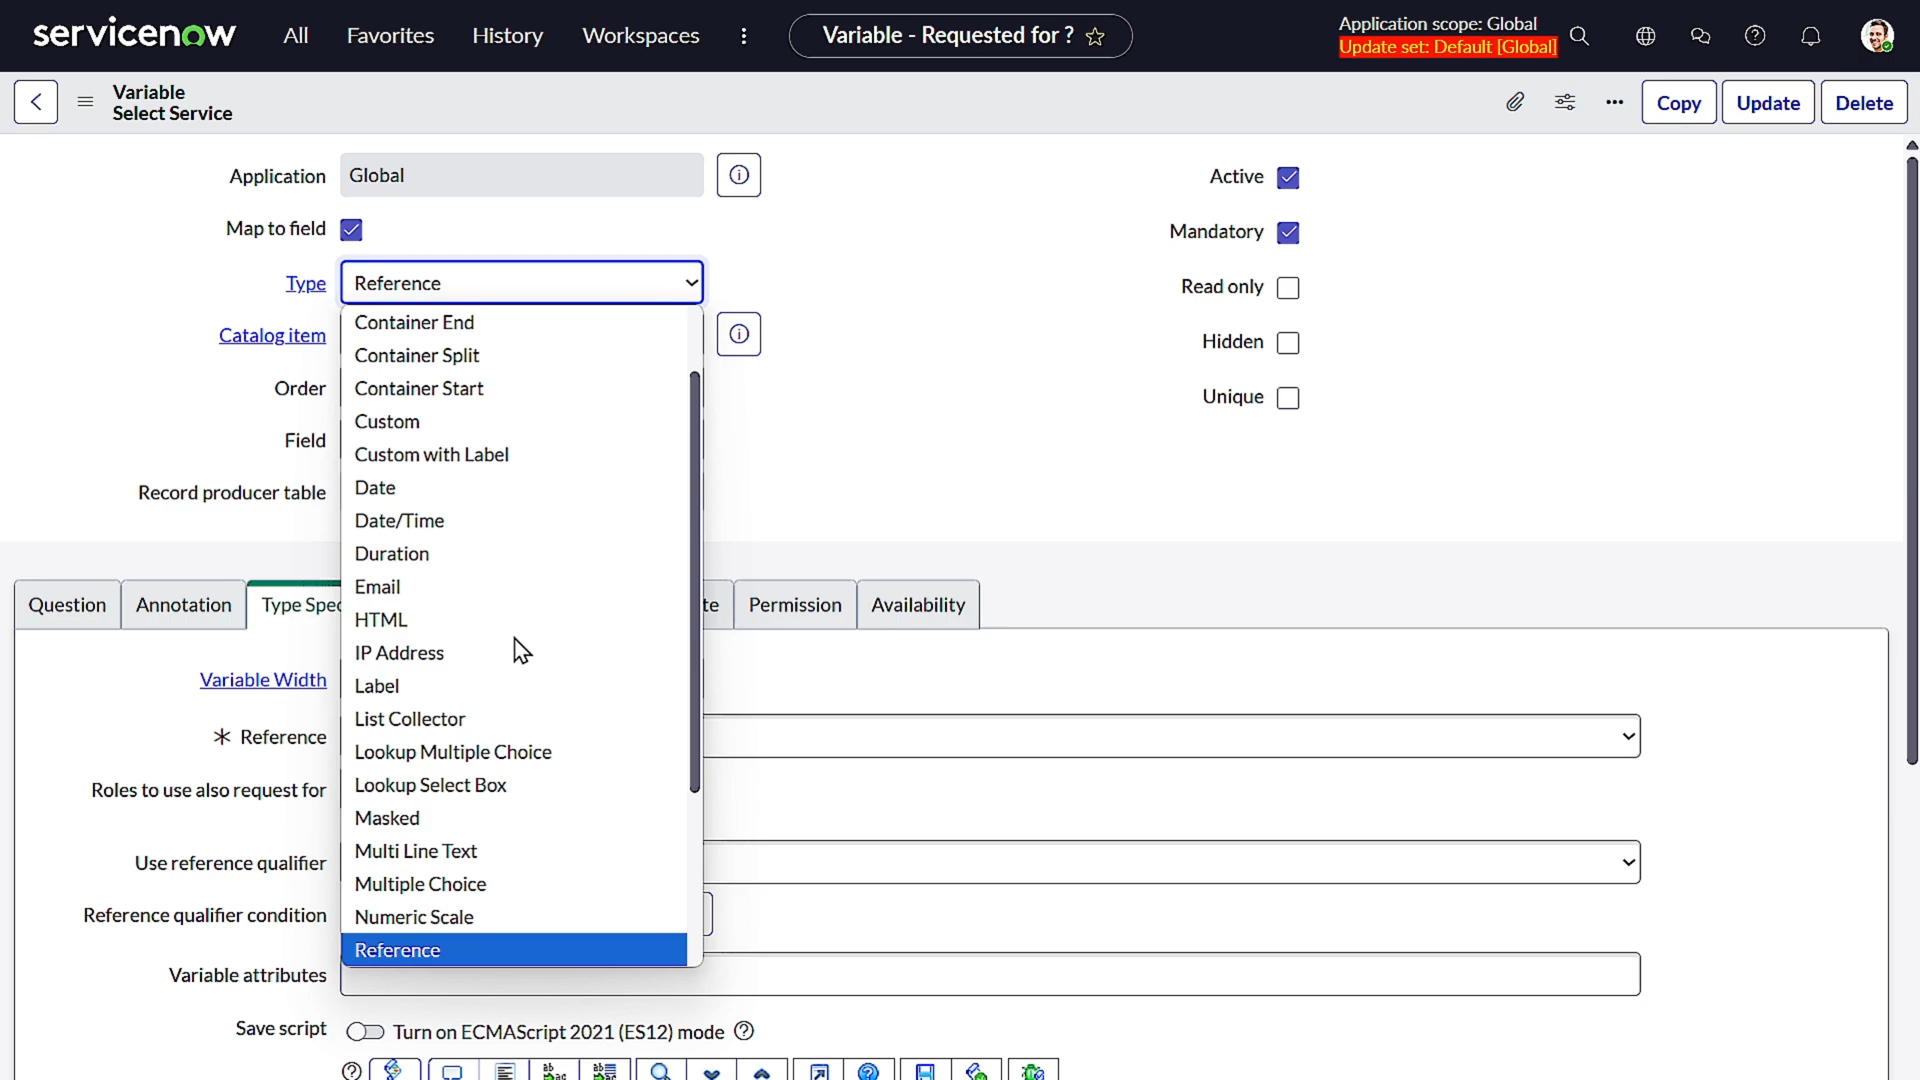 servicenow
All
Favorites
History
Workspaces
Variable - Requested for ?
Application scope: Global
Update set: Default [Global]
Variable
Select Service
Copy
Update
Delete
Application
Global
Active
Map to field
Mandatory
Type
Reference
Read only
Catalog item
Hidden
Order
Unique
Field
Record producer table
Container End
Container Split
Container Start
Custom
Custom with Label
Date
Date/Time
Duration
Email
HTML
IP Address
Label
List Collector
Lookup Multiple Choice
Lookup Select Box
Masked
Multi Line Text
Multiple Choice
Numeric Scale
Reference
Question
Annotation
Type Spec
te
Permission
Availability
Variable Width
Reference
Roles to use also request for
Use reference qualifier
Reference qualifier condition
Variable attributes
Save script
Turn on ECMAScript 2021 (ES12) mode